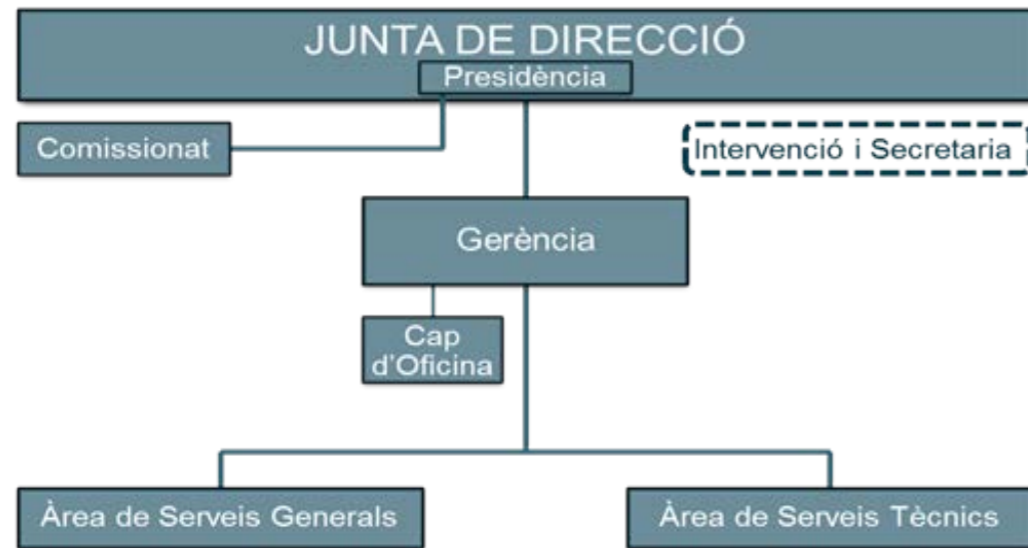 JUNTA DE DIRECCIÓ
Presidència
Comissionat
Intervenció i Secretaria
Gerència
Cap
d'Oficina
Àrea de Serveis Generals
Àrea de Serveis Tècnics